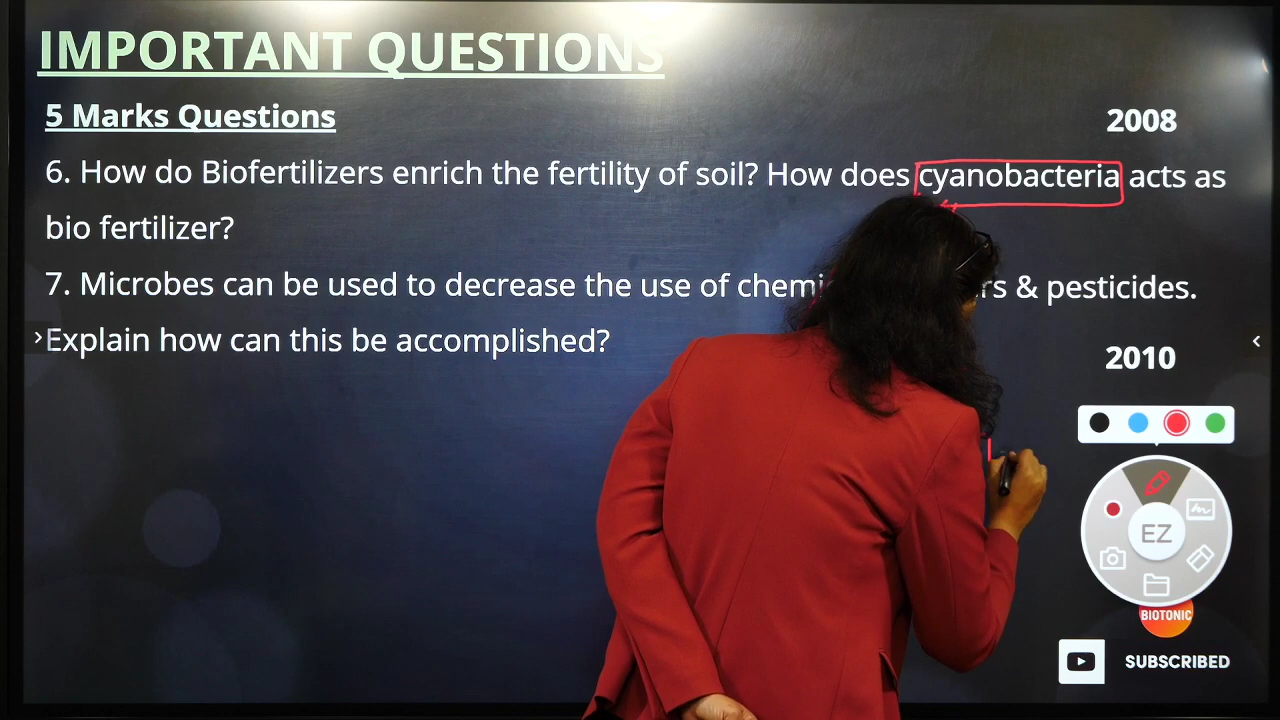 IMPORTANT QUESTIONS
5 Marks Questions
2008
6. How do Biofertilizers enrich the fertility of soil? How does cyanobacteria acts as
bio fertilizer?
7. Microbes can be used to decrease the use of chemi rs & pesticides.
Explain how can this be accomplished?
2010
EZ
BIOTONIC
SUBSCRIBED